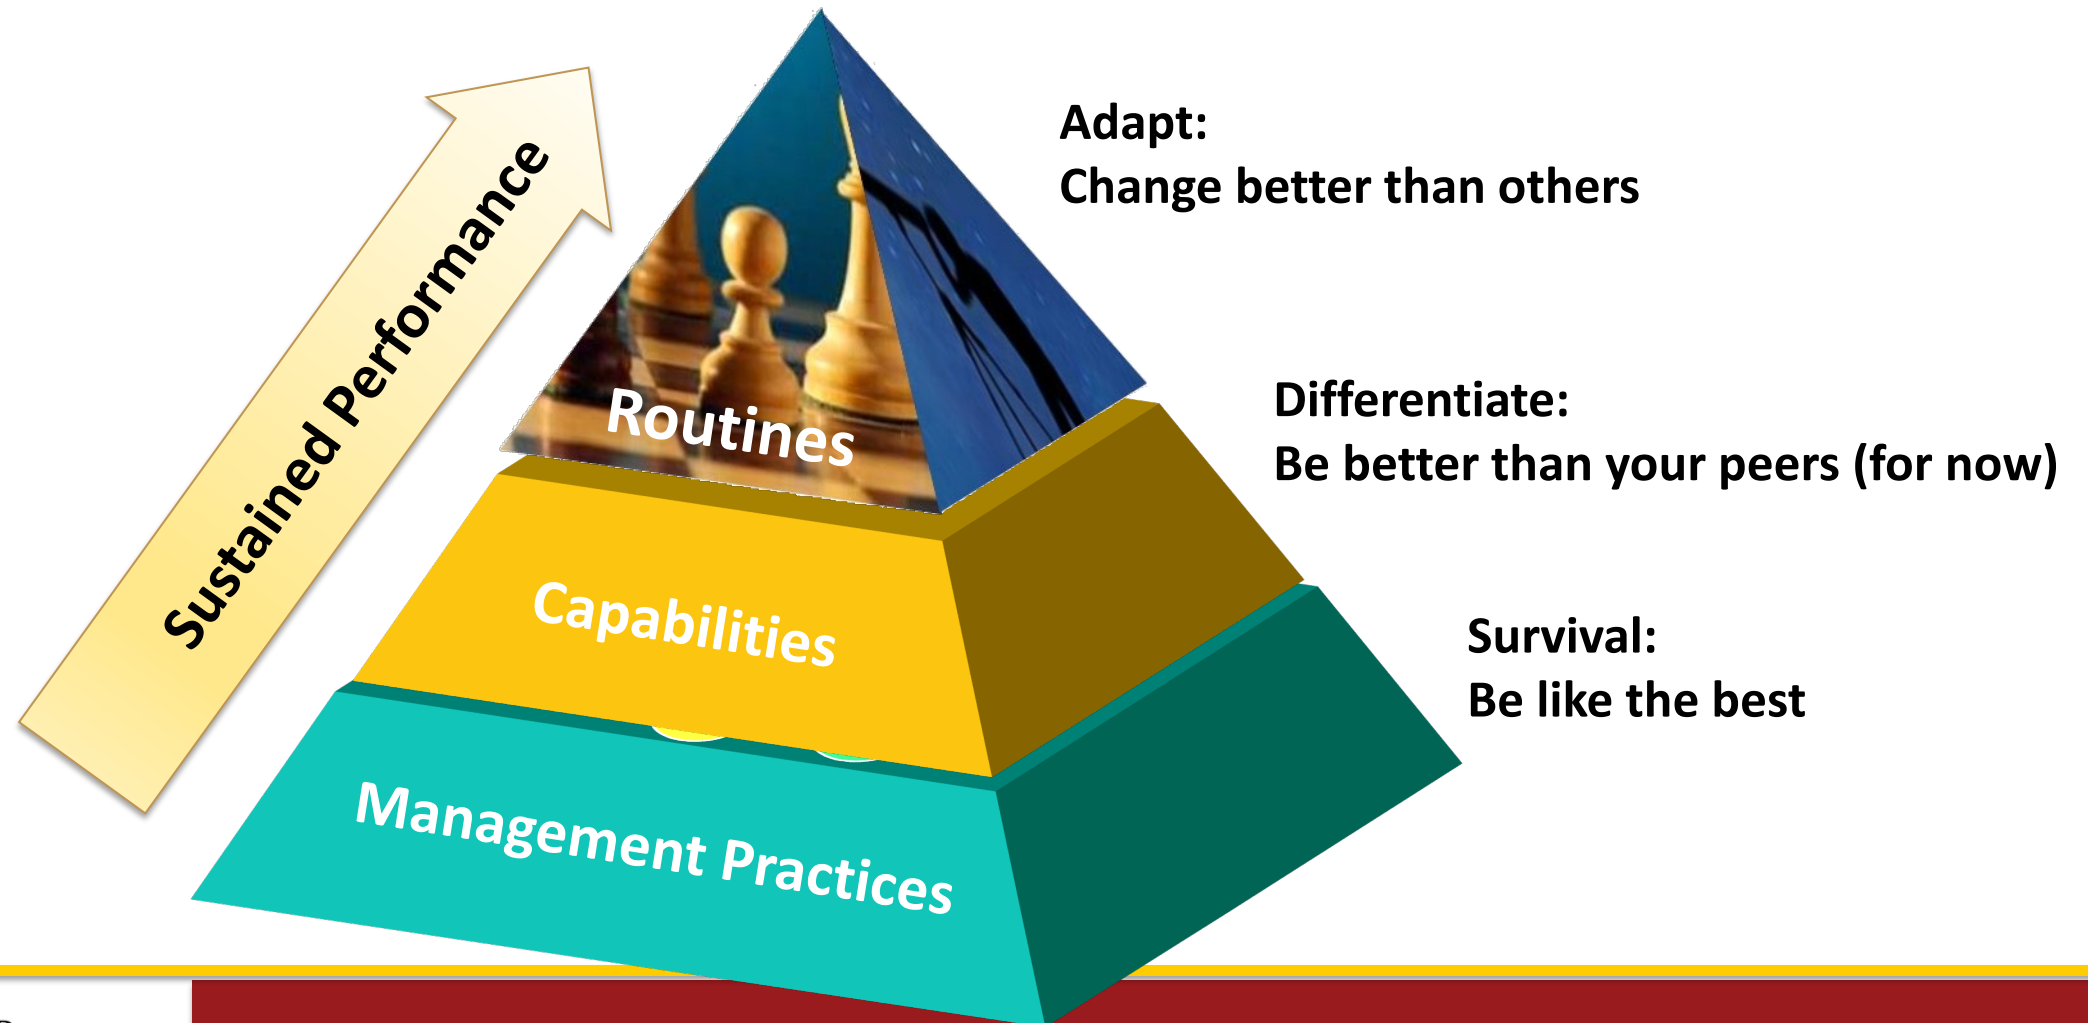 Sustained Performance
Adapt:
Change better than others
Routines
Differentiate:
Be better than your peers (for now)
Capabilities
Survival:
Be like the best
Management Practices